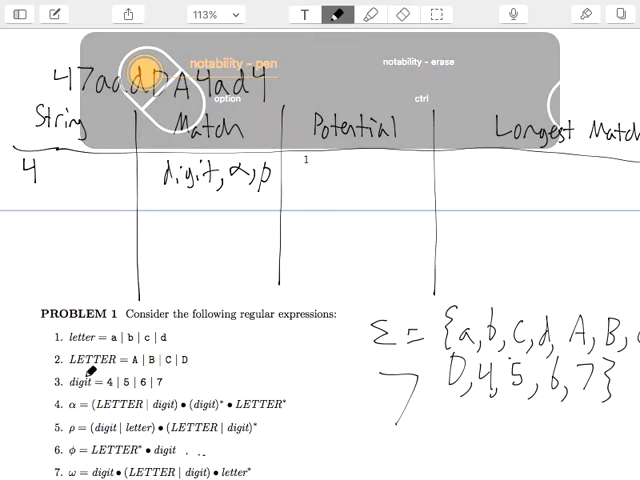 113%
T
notability - pen
notability - erase
option
ctrl
47aadDA4ad4
String Match Potential Longest Match
4 digit, α, ρ
1
PROBLEM 1 Consider the following regular expressions:
1. letter = a | b | c | d
2. LETTER = A | B | C | D
3. digit = 4 | 5 | 6 | 7
4. α = (LETTER | digit) • (digit)* • LETTER*
5. ρ = (digit | letter) • (LETTER | digit)*
6. ϕ = LETTER* • digit
7. ω = digit • (LETTER | digit) • letter*
Σ = {a, b, c, d, A, B, C
D, 4, 5, 6, 7}